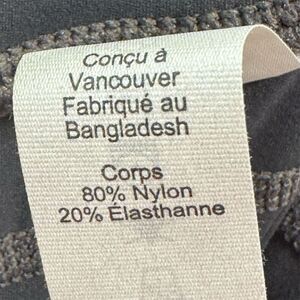 Conçu à
Vancouver
Fabriqué au
Bangladesh
Corps
80% Nylon
20% Élasthanne